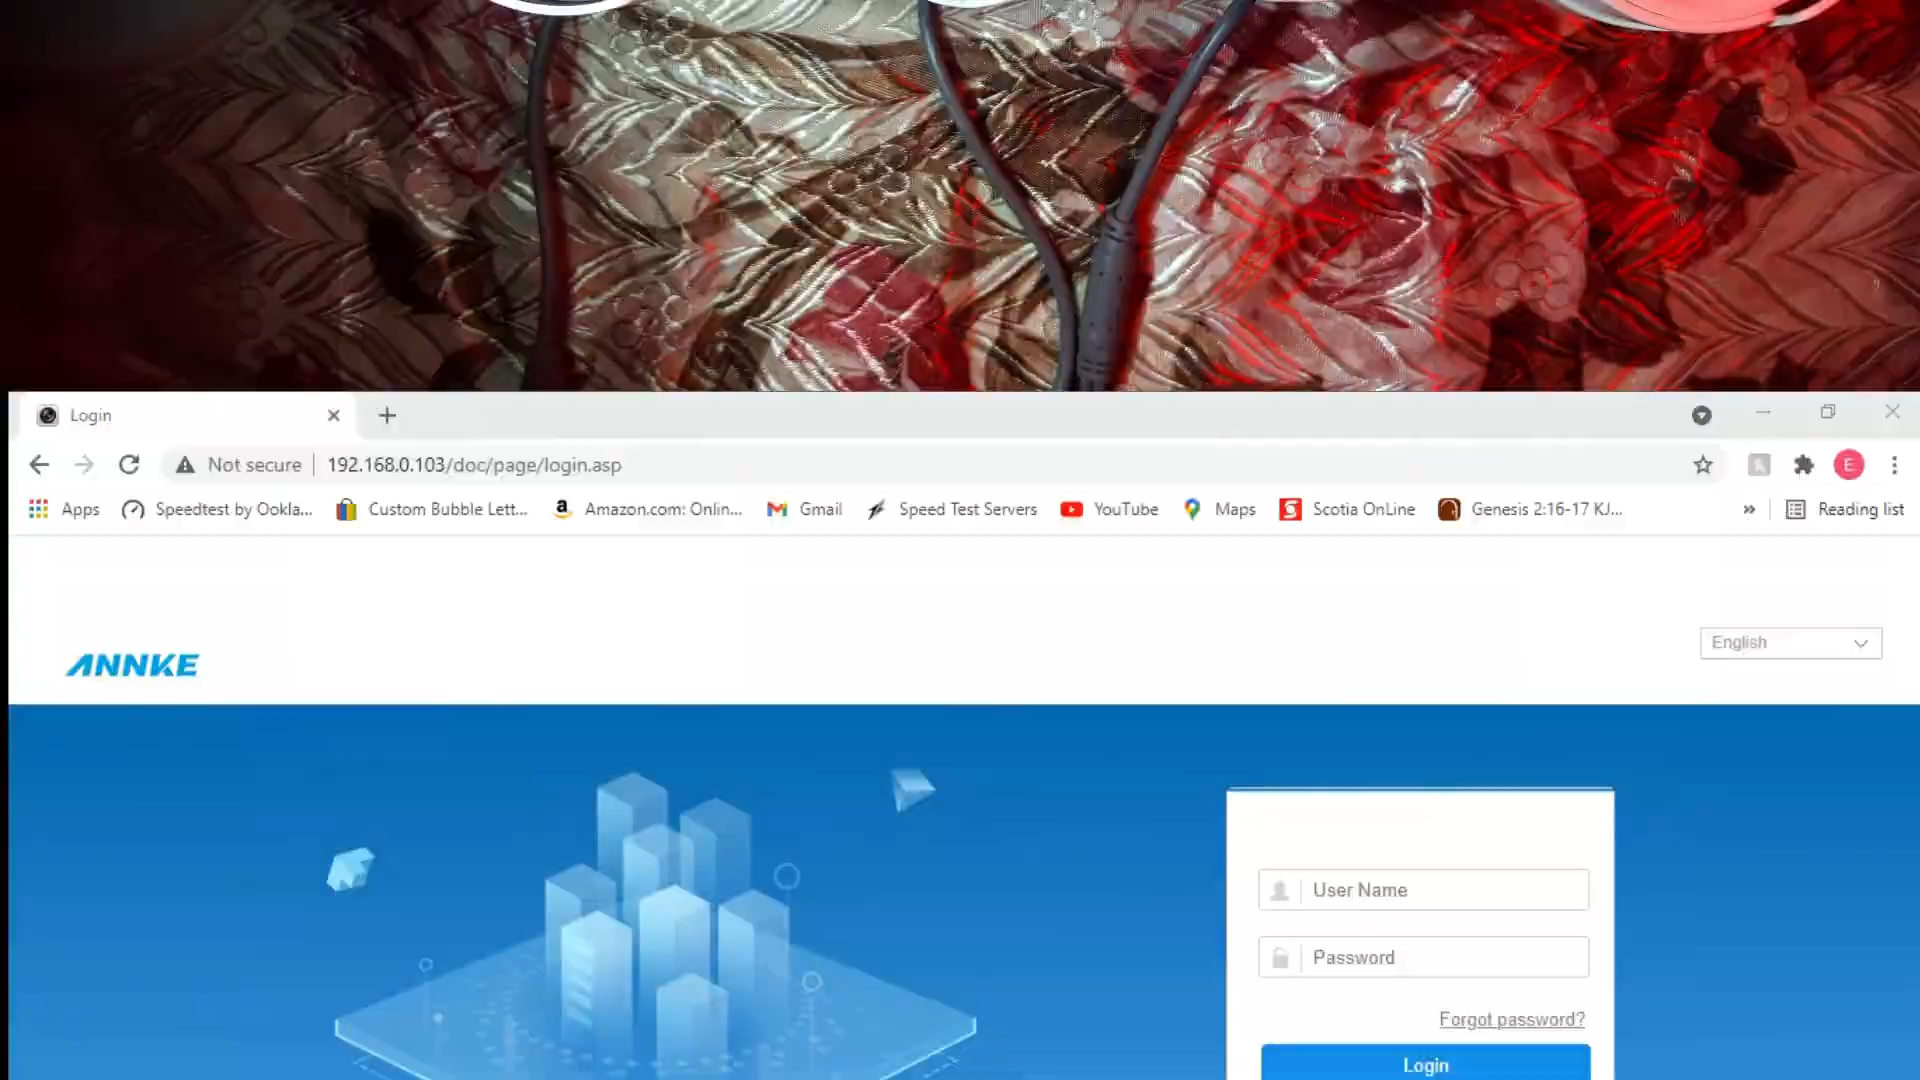 Login
Not secure 192.168.0.103/doc/page/login.asp E
Apps Speedtest by Ookla... Custom Bubble Lett... Amazon.com: Onlin... Gmail Speed Test Servers YouTube Maps Scotia OnLine Genesis 2:16-17 KJ... » Reading list
English
ANNKE
User Name
Password
Forgot password?
Login